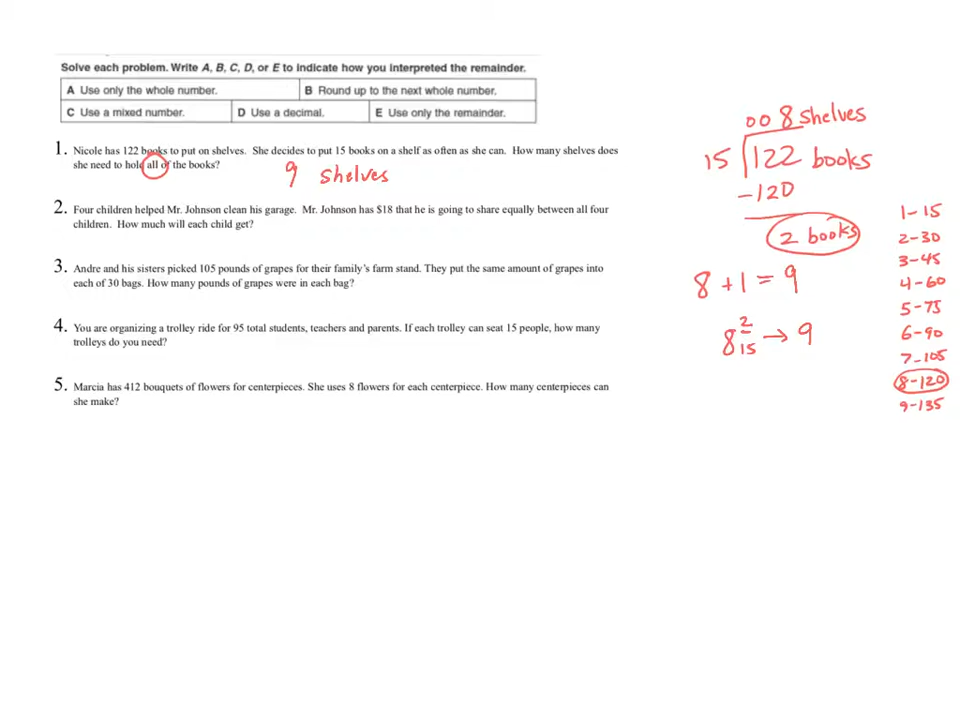 Solve each problem. Write A, B, C, D, or E to indicate how you interpreted the remainder.
A Use only the whole number.
B Round up to the next whole number.
C Use a mixed number.
D Use a decimal.
E Use only the remainder.
1. Nicole has 122 books to put on shelves. She decides to put 15 books on a shelf as often as she can. How many shelves does
she need to hold all of the books?
9 shelves
2. Four children helped Mr. Johnson clean his garage. Mr. Johnson has $18 that he is going to share equally between all four
children. How much will each child get?
3. Andre and his sisters picked 105 pounds of grapes for their family's farm stand. They put the same amount of grapes into
each of 30 bags. How many pounds of grapes were in each bag?
4. You are organizing a trolley ride for 95 total students, teachers and parents. If each trolley can seat 15 people, how many
trolleys do you need?
5. Marcia has 412 bouquets of flowers for centerpieces. She uses 8 flowers for each centerpiece. How many centerpieces can
she make?
008 shelves
15 122 books
-120
2 books
8 + 1 = 9
8 2/15 → 9
1-15
2-30
3-45
4-60
5-75
6-90
7-105
8-120
9-135